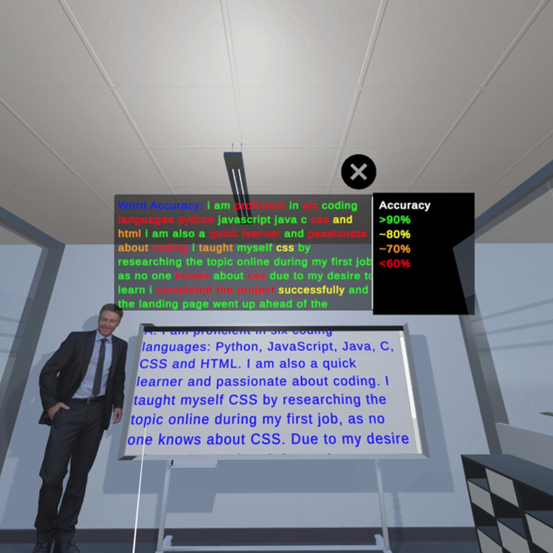 Word Accuracy: i am proficient in six coding
languages python javascript java c css and
html i am also a quick learner and passionate
about coding i taught myself css by
researching the topic online during my first job
as no one knows about css due to my desire to
learn i completed the project successfully and
the landing page went up ahead of the
Accuracy
>90%
~80%
~70%
<60%
A: I am proficient in six coding
languages: Python, JavaScript, Java, C,
CSS and HTML. I am also a quick
learner and passionate about coding. I
taught myself CSS by researching the
topic online during my first job, as no
one knows about CSS. Due to my desire